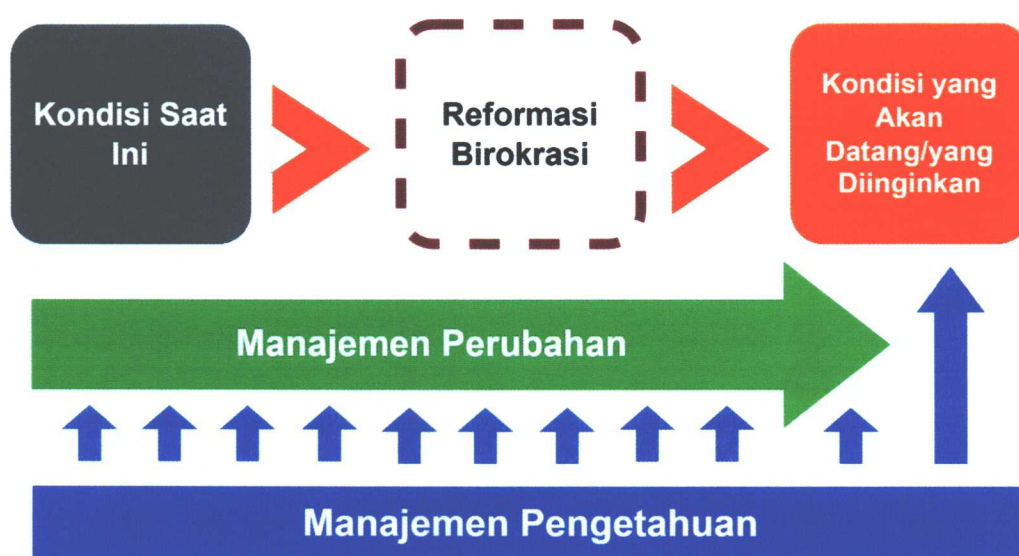 Kondisi Saat
Ini
Reformasi
Birokrasi
Kondisi yang
Akan
Datang/yang
Diinginkan
Manajemen Perubahan
Manajemen Pengetahuan